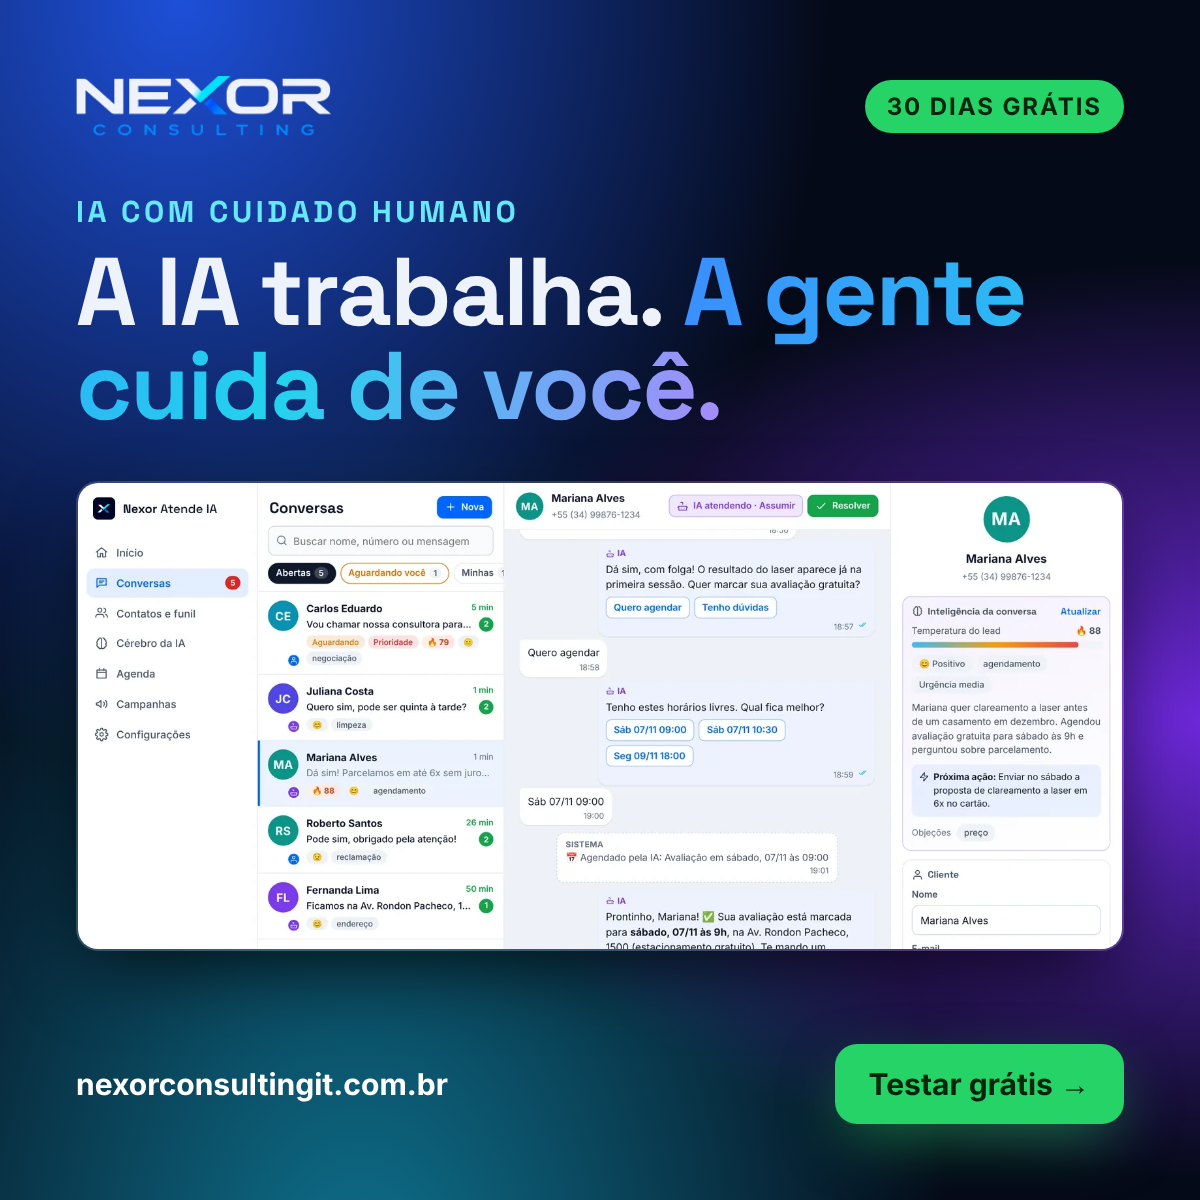 NEXOR
CONSULTING
30 DIAS GRÁTIS
IA COM CUIDADO HUMANO
A IA trabalha. A gente
cuida de você.
Nexor Atende IA
Início
Conversas 5
Contatos e funil
Cérebro da IA
Agenda
Campanhas
Configurações
Conversas
+ Nova
Buscar nome, número ou mensagem
Abertas 5
Aguardando você 1
Minhas
CE
Carlos Eduardo 5 min
Vou chamar nossa consultora para... 2
Aguardando Prioridade 🔥 79 😐
negociação
JC
Juliana Costa 1 min
Quero sim, pode ser quinta à tarde? 2
😊 limpeza
MA
Mariana Alves 1 min
Dá sim! Parcelamos em até 6x sem juro...
🔥 88 😊 agendamento
RS
Roberto Santos 26 min
Pode sim, obrigado pela atenção! 2
😟 reclamação
FL
Fernanda Lima 50 min
Ficamos na Av. Rondon Pacheco, 1... 1
😊 endereço
MA
Mariana Alves
+55 (34) 99876-1234
IA atendendo · Assumir
Resolver
IA
Dá sim, com folga! O resultado do laser aparece já na
primeira sessão. Quer marcar sua avaliação gratuita?
Quero agendar Tenho dúvidas
18:57
Quero agendar
18:58
IA
Tenho estes horários livres. Qual fica melhor?
Sáb 07/11 09:00 Sáb 07/11 10:30
Seg 09/11 18:00
18:59
Sáb 07/11 09:00
19:00
SISTEMA
📅 Agendado pela IA: Avaliação em sábado, 07/11 às 09:00
19:01
IA
Prontinho, Mariana! ✅ Sua avaliação está marcada
para sábado, 07/11 às 9h, na Av. Rondon Pacheco,
1500 (estacionamento gratuito). Te mando um
MA
Mariana Alves
+55 (34) 99876-1234
Inteligência da conversa Atualizar
Temperatura do lead 🔥 88
😊 Positivo agendamento
Urgência media
Mariana quer clareamento a laser antes
de um casamento em dezembro. Agendou
avaliação gratuita para sábado às 9h e
perguntou sobre parcelamento.
Próxima ação: Enviar no sábado a
proposta de clareamento a laser em
6x no cartão.
Objeções preço
Cliente
Nome
Mariana Alves
E-mail
nexorconsultingit.com.br
Testar grátis →